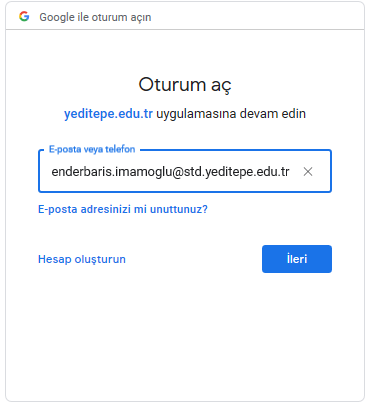 Google ile oturum açın
Oturum aç
yeditepe.edu.tr uygulamasına devam edin
E-posta veya telefon
enderbaris.imamoglu@std.yeditepe.edu.tr
E-posta adresinizi mi unuttunuz?
Hesap oluşturun
İleri